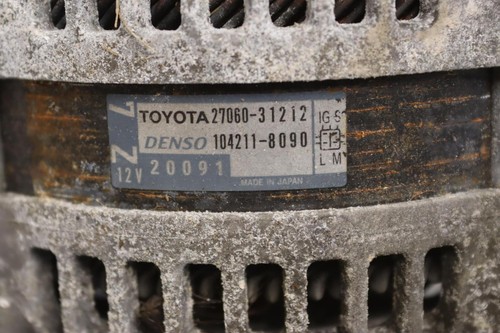 TOYOTA 27060-31212
DENSO 104211-8090
12V 20091
MADE IN JAPAN
IG S
L M
Z